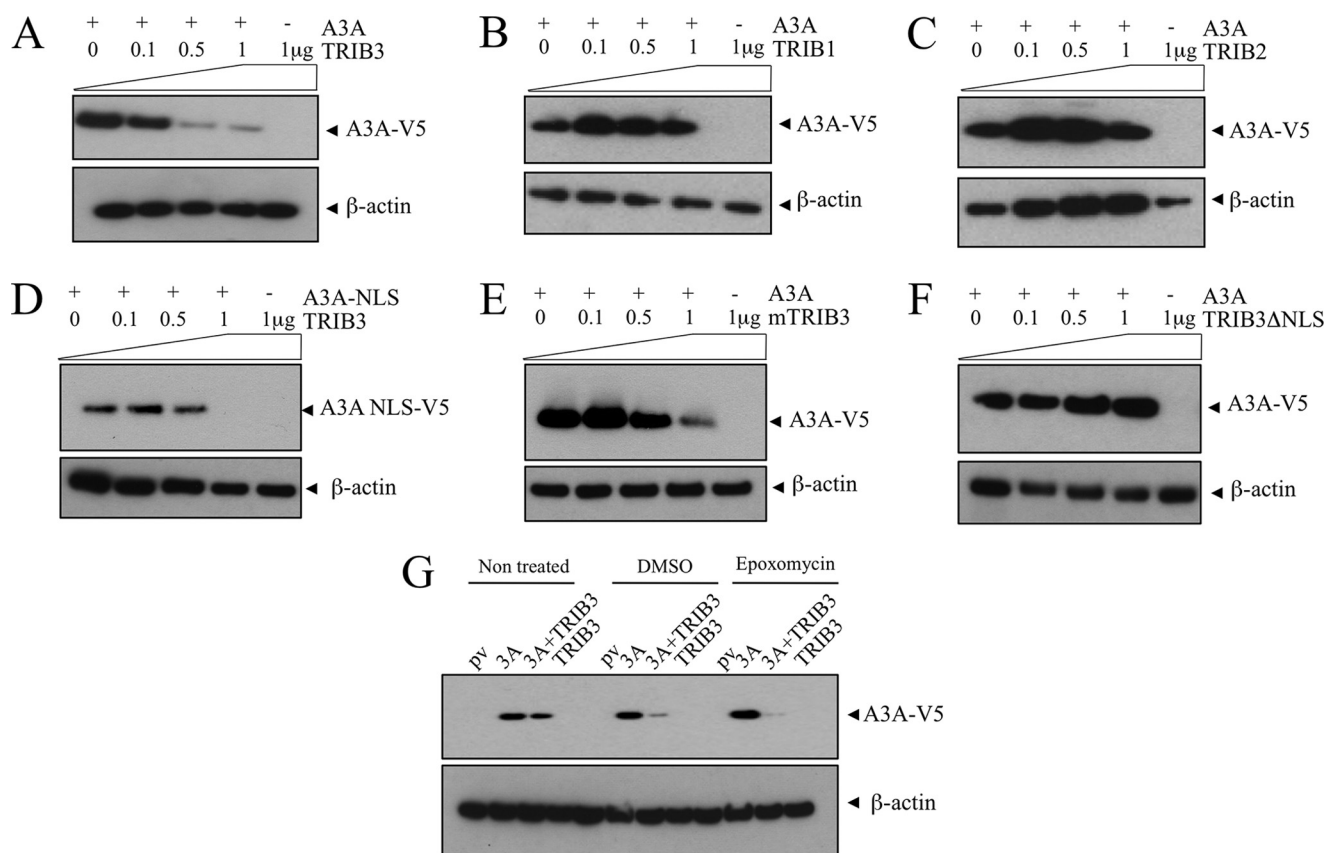 A
+ + + + - A3A
0 0.1 0.5 1 1μg TRIB3
◄ A3A-V5
◄ β-actin
B
+ + + + - A3A
0 0.1 0.5 1 1μg TRIB1
◄ A3A-V5
◄ β-actin
C
+ + + + - A3A
0 0.1 0.5 1 1μg TRIB2
◄ A3A-V5
◄ β-actin
D
+ + + + - A3A-NLS
0 0.1 0.5 1 1μg TRIB3
◄ A3A NLS-V5
◄ β-actin
E
+ + + + - A3A
0 0.1 0.5 1 1μg mTRIB3
◄ A3A-V5
◄ β-actin
F
+ + + + - A3A
0 0.1 0.5 1 1μg TRIB3ΔNLS
◄ A3A-V5
◄ β-actin
G
Non treated DMSO Epoxomycin
pv 3A 3A+TRIB3 TRIB3 pv 3A 3A+TRIB3 TRIB3 pv 3A 3A+TRIB3 TRIB3
◄ A3A-V5
◄ β-actin